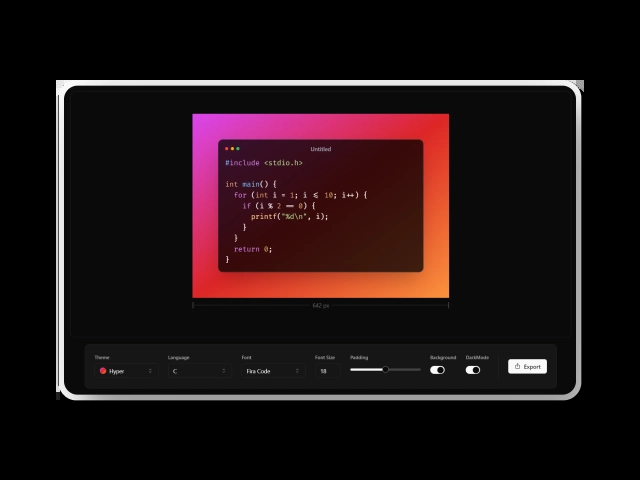 Untitled
#include <stdio.h>
int main() {
for (int i = 1; i <= 10; i++) {
if (i % 2 == 0) {
printf("%d\n", i);
}
}
return 0;
}
642 px
Theme Language Font Font Size Padding Background DarkMode
Hyper C Fira Code 18 Export